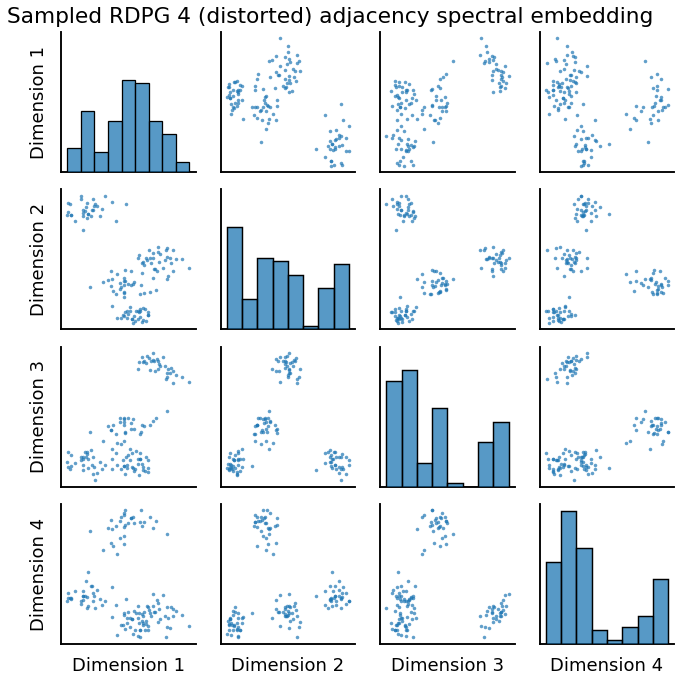 Sampled RDPG 4 (distorted) adjacency spectral embedding
Dimension 1
Dimension 2
Dimension 3
Dimension 4
Dimension 1 Dimension 2 Dimension 3 Dimension 4